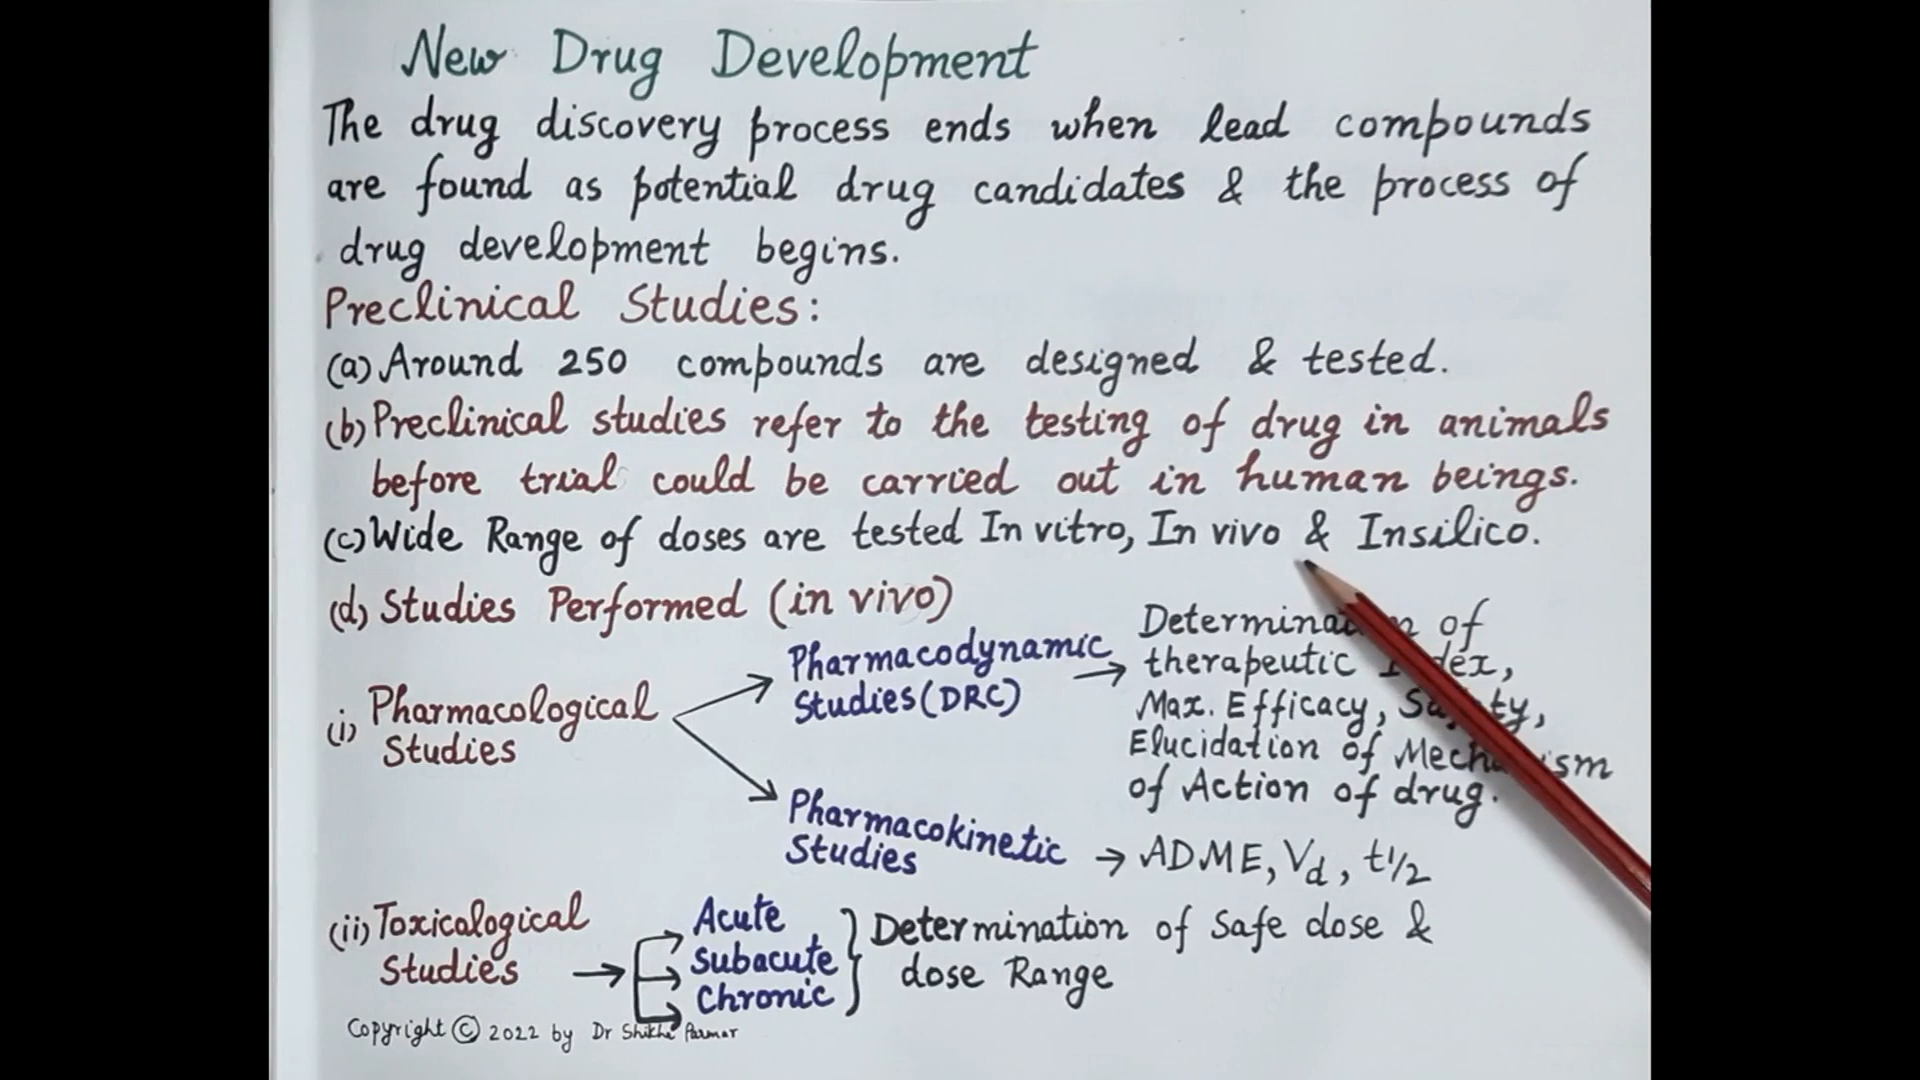 New Drug Development
The drug discovery process ends when lead compounds
are found as potential drug candidates & the process of
drug development begins.
Preclinical Studies:
(a) Around 250 compounds are designed & tested.
(b) Preclinical studies refer to the testing of drug in animals
before trial could be carried out in human beings.
(c) Wide Range of doses are tested In vitro, In vivo & Insilico.
(d) Studies Performed (in vivo)
(i) Pharmacological
Studies
Pharmacodynamic
Studies (DRC)
Determination of
therapeutic Index,
Max. Efficacy, Safety,
Elucidation of Mechanism
of Action of drug.
Pharmacokinetic
Studies
→ ADME, Vd, t1/2
(ii) Toxicological
Studies
Acute
Subacute
Chronic
Determination of Safe dose &
dose Range
Copyright © 2022 by Dr Shikha Parmar